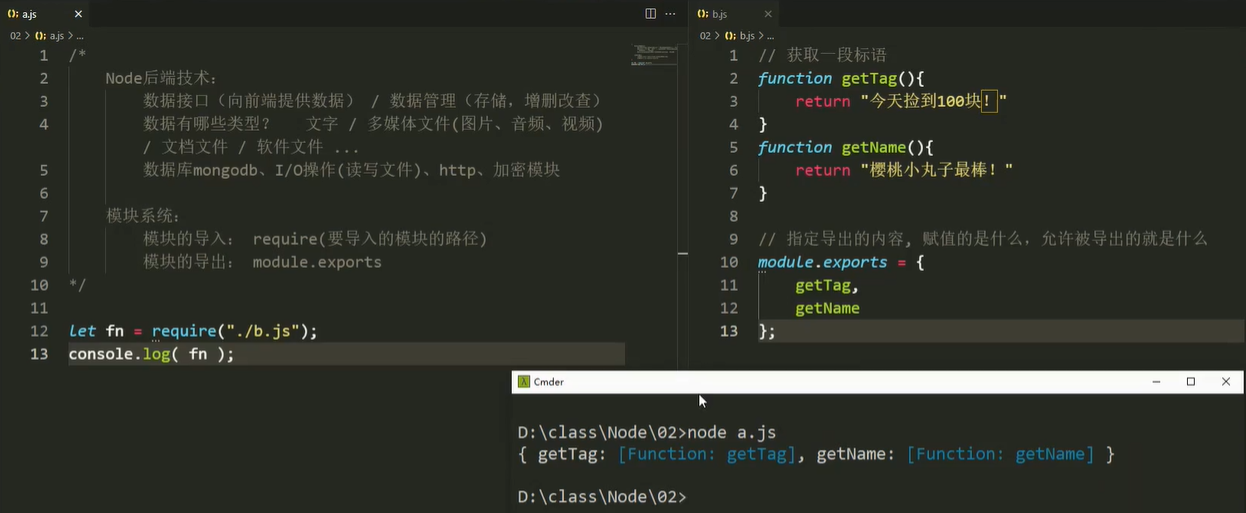 a.js
02 > a.js > ...
1 /*
2 Node后端技术：
3 数据接口（向前端提供数据） / 数据管理（存储，增删改查）
4 数据有哪些类型？ 文字 / 多媒体文件(图片、音频、视频)
/ 文档文件 / 软件文件 ...
5 数据库mongodb、I/O操作(读写文件)、http、加密模块
6
7 模块系统：
8 模块的导入： require(要导入的模块的路径)
9 模块的导出： module.exports
10 */
11
12 let fn = require("./b.js");
13 console.log( fn );
b.js
02 > b.js > ...
1 // 获取一段标语
2 function getTag(){
3 return "今天捡到100块！"
4 }
5 function getName(){
6 return "樱桃小丸子最棒！"
7 }
8
9 // 指定导出的内容, 赋值的是什么，允许被导出的就是什么
10 module.exports = {
11 getTag,
12 getName
13 };
Cmder
D:\class\Node\02>node a.js
{ getTag: [Function: getTag], getName: [Function: getName] }
D:\class\Node\02>